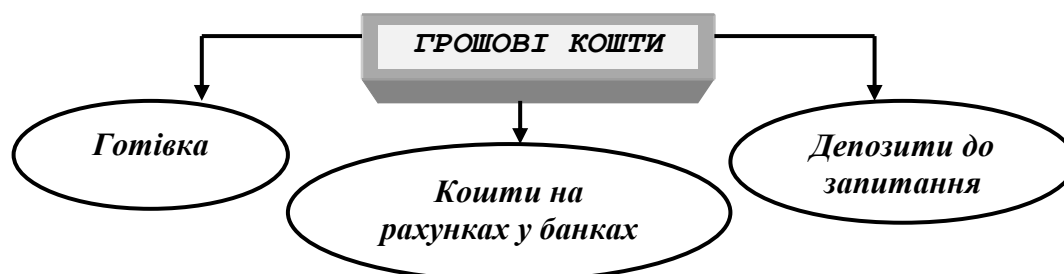 ГРОШОВІ КОШТИ
Готівка
Кошти на
рахунках у банках
Депозити до
запитання